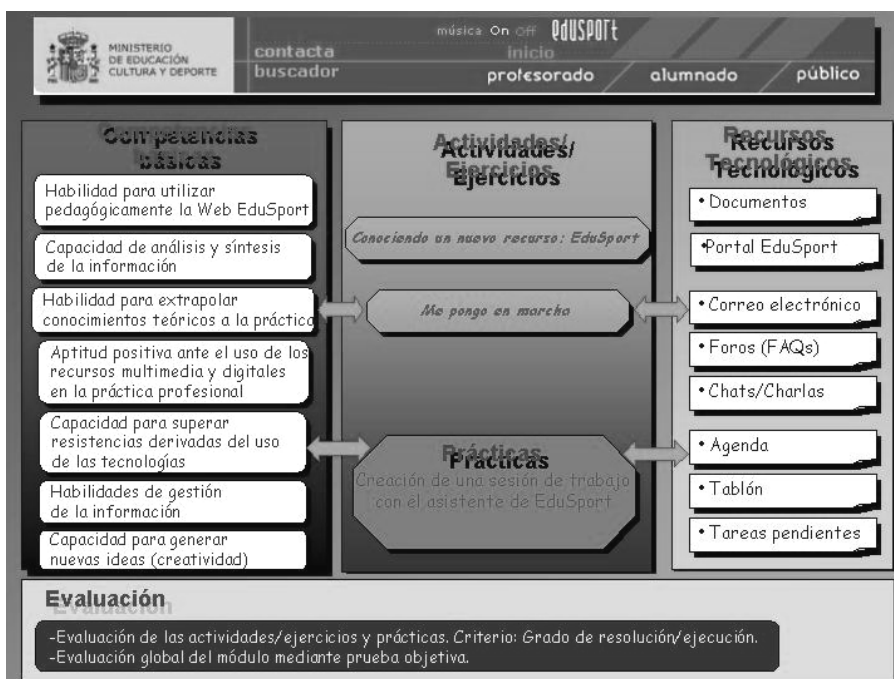 MINISTERIO
DE EDUCACIÓN
CULTURA Y DEPORTE
contacta
buscador
música On Off edusport
inicio
profesorado
alumnado
público
Competencias
básicas
Habilidad para utilizar
pedagógicamente la Web EduSport
Capacidad de análisis y síntesis
de la información
Habilidad para extrapolar
conocimientos teóricos a la práctica
Aptitud positiva ante el uso de los
recursos multimedia y digitales
en la práctica profesional
Capacidad para superar
resistencias derivadas del uso
de las tecnologías
Habilidades de gestión
de la información
Capacidad para generar
nuevas ideas (creatividad)
Actividades/
Ejercicios
Conociendo un nuevo recurso: EduSport
Me pongo en marcha
Prácticas
Creación de una sesión de trabajo
con el asistente de EduSport
Recursos
Tecnológicos
• Documentos
•Portal EduSport
• Correo electrónico
• Foros (FAQs)
• Chats/Charlas
• Agenda
• Tablón
• Tareas pendientes
Evaluación
-Evaluación de las actividades/ejercicios y prácticas. Criterio: Grado de resolución/ejecución.
-Evaluación global del módulo mediante prueba objetiva.